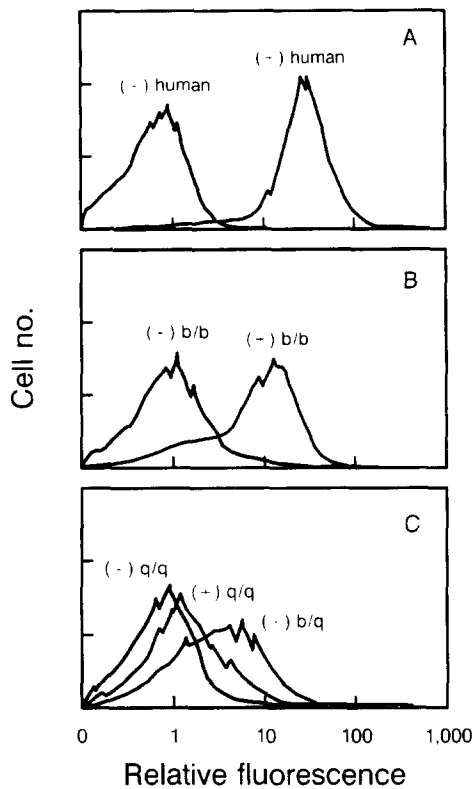 A
( - ) human
( + ) human
B
( - ) b/b
( + ) b/b
C
( - ) q/q
( + ) q/q
( - ) b/q
Cell no.
0 1 10 100 1,000
Relative fluorescence